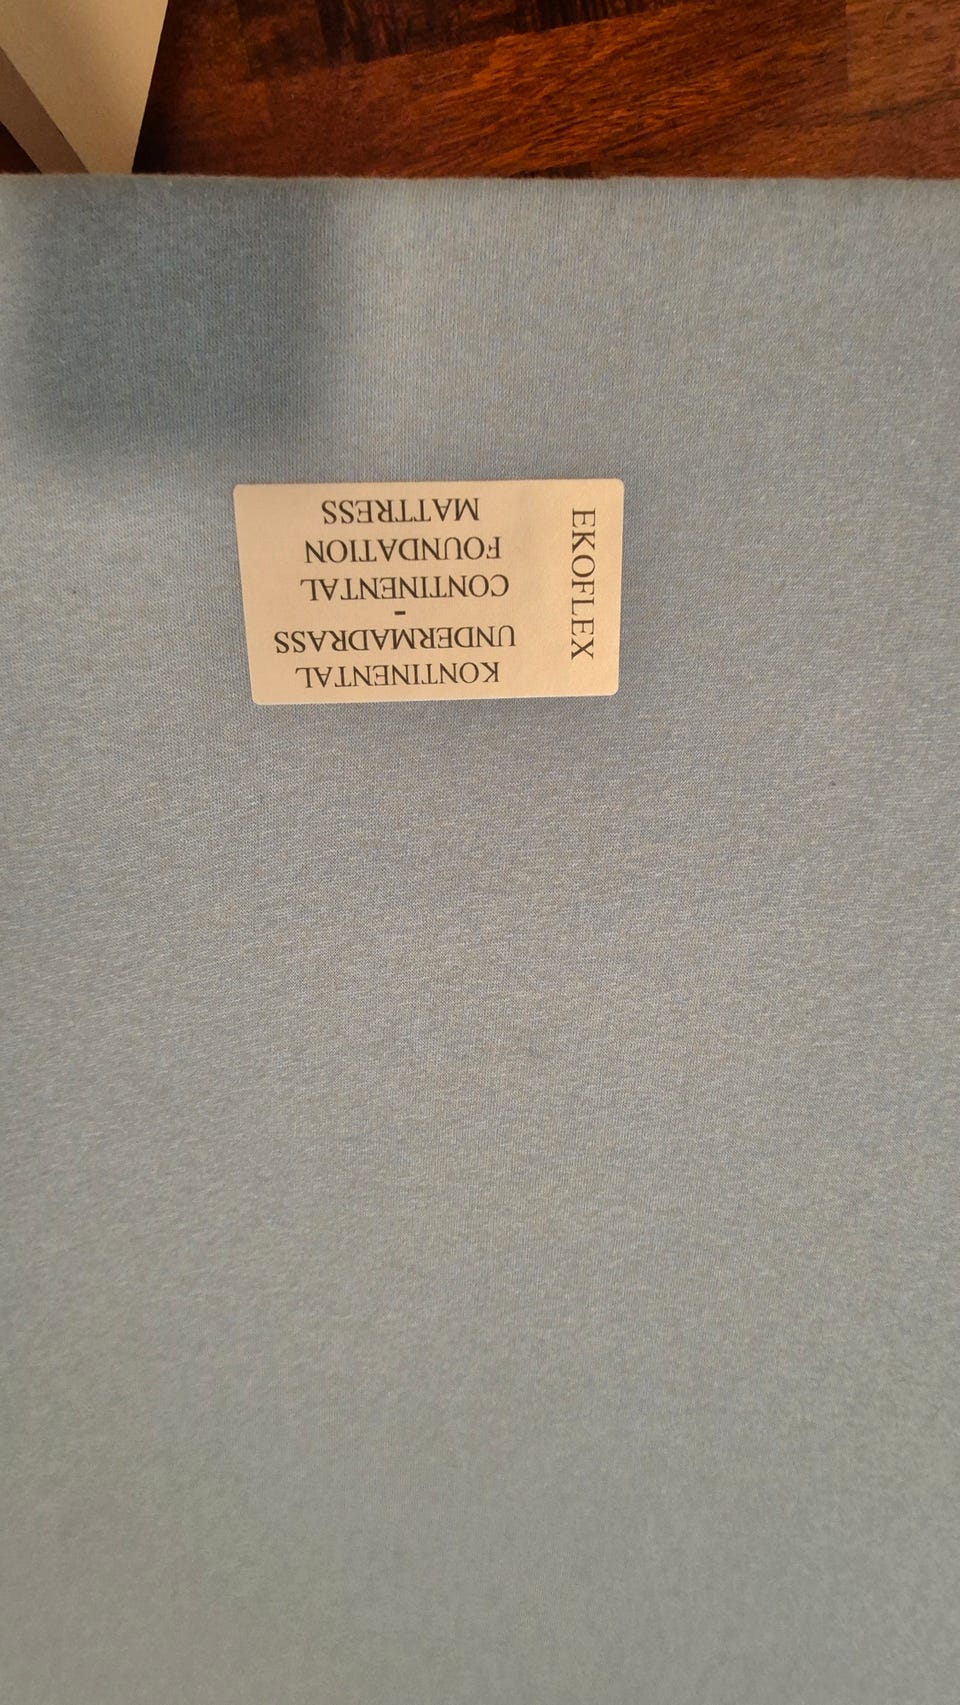 EKOFLEX
KONTINENTAL
UNDERMADRASS
-
CONTINENTAL
FOUNDATION
MATTRESS